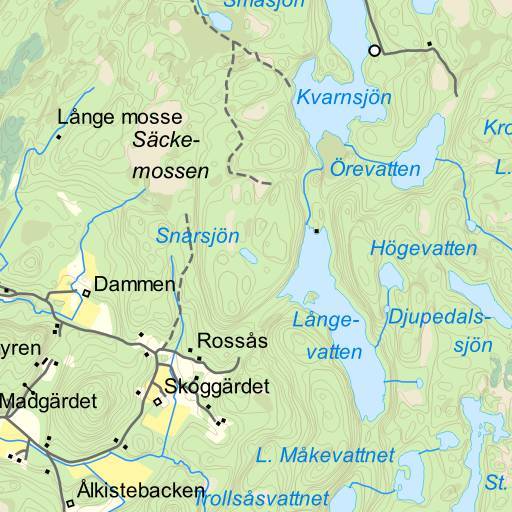 Småsjön
Kvarnsjön
Långe mosse
Säcke-
mossen
Kro
Örevatten
L.
Snarsjön
Högevatten
Dammen
Långe-
vatten
Djupedals-
sjön
Rossås
yren
Skoggärdet
Madgärdet
L. Måkevattnet
St.
Ålkistebacken
Trollsåsvattnet